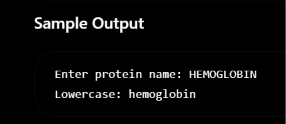 Sample Output
Enter protein name: HEMOGLOBIN
Lowercase: hemoglobin